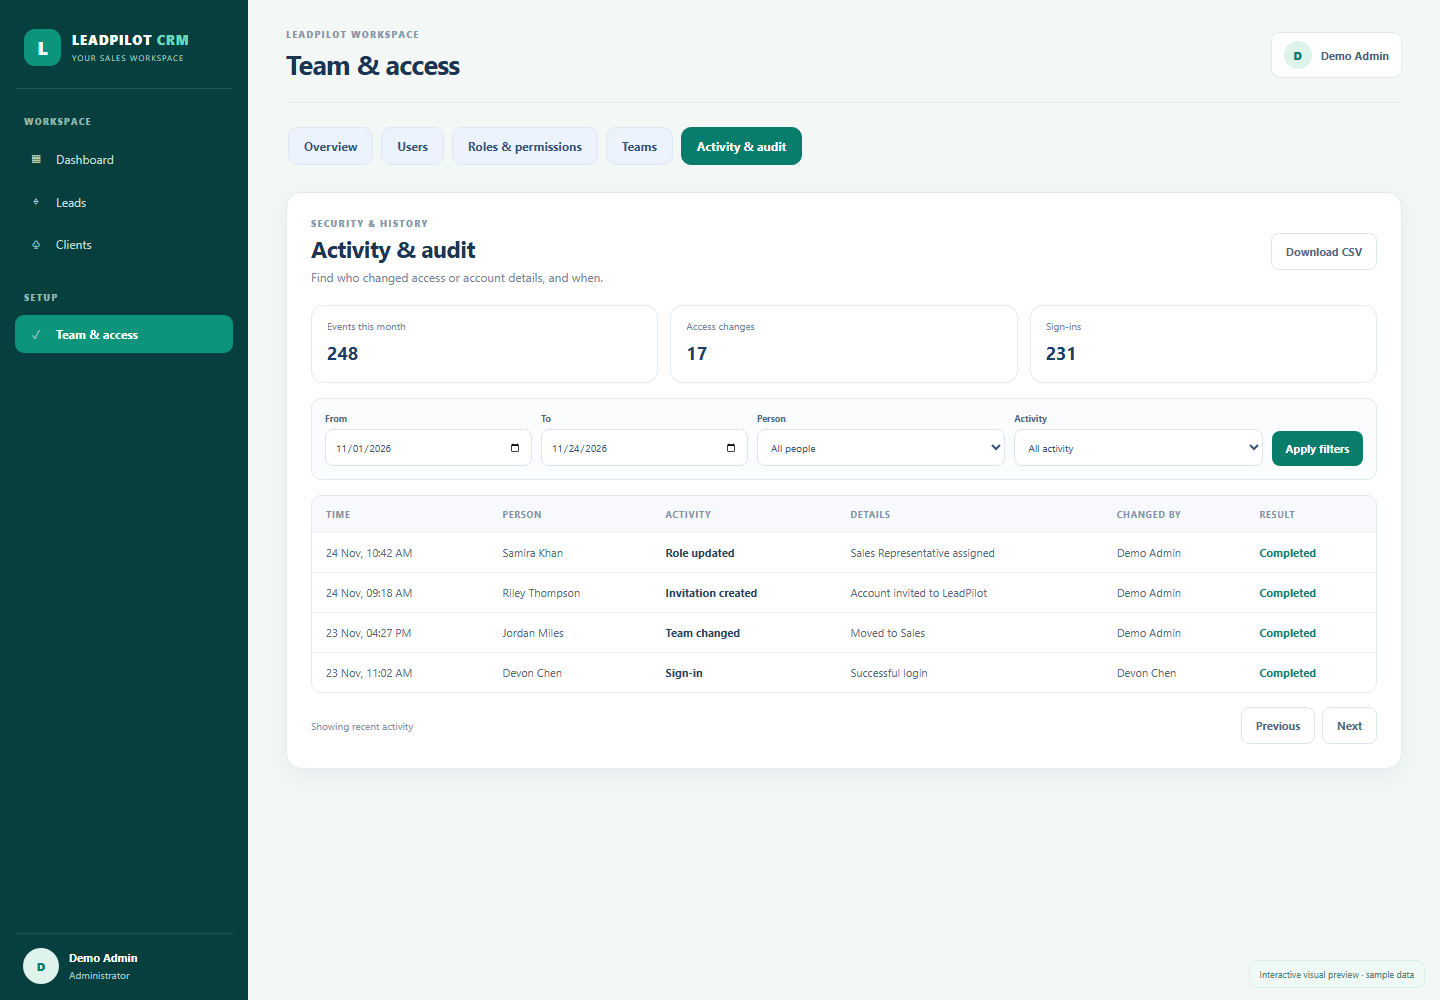 L
LEADPILOT CRM
YOUR SALES WORKSPACE
WORKSPACE
Dashboard
Leads
Clients
SETUP
Team & access
D
Demo Admin
Administrator
LEADPILOT WORKSPACE
Team & access
D
Demo Admin
Overview
Users
Roles & permissions
Teams
Activity & audit
SECURITY & HISTORY
Activity & audit
Find who changed access or account details, and when.
Download CSV
Events this month
248
Access changes
17
Sign-ins
231
From
11/01/2026
To
11/24/2026
Person
All people
Activity
All activity
Apply filters
TIME PERSON ACTIVITY DETAILS CHANGED BY RESULT
24 Nov, 10:42 AM Samira Khan Role updated Sales Representative assigned Demo Admin Completed
24 Nov, 09:18 AM Riley Thompson Invitation created Account invited to LeadPilot Demo Admin Completed
23 Nov, 04:27 PM Jordan Miles Team changed Moved to Sales Demo Admin Completed
23 Nov, 11:02 AM Devon Chen Sign-in Successful login Devon Chen Completed
Showing recent activity
Previous
Next
Interactive visual preview · sample data